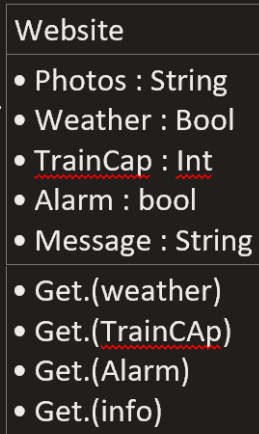 Website
• Photos : String
• Weather : Bool
• TrainCap : Int
• Alarm : bool
• Message : String
• Get.(weather)
• Get.(TrainCAp)
• Get.(Alarm)
• Get.(info)